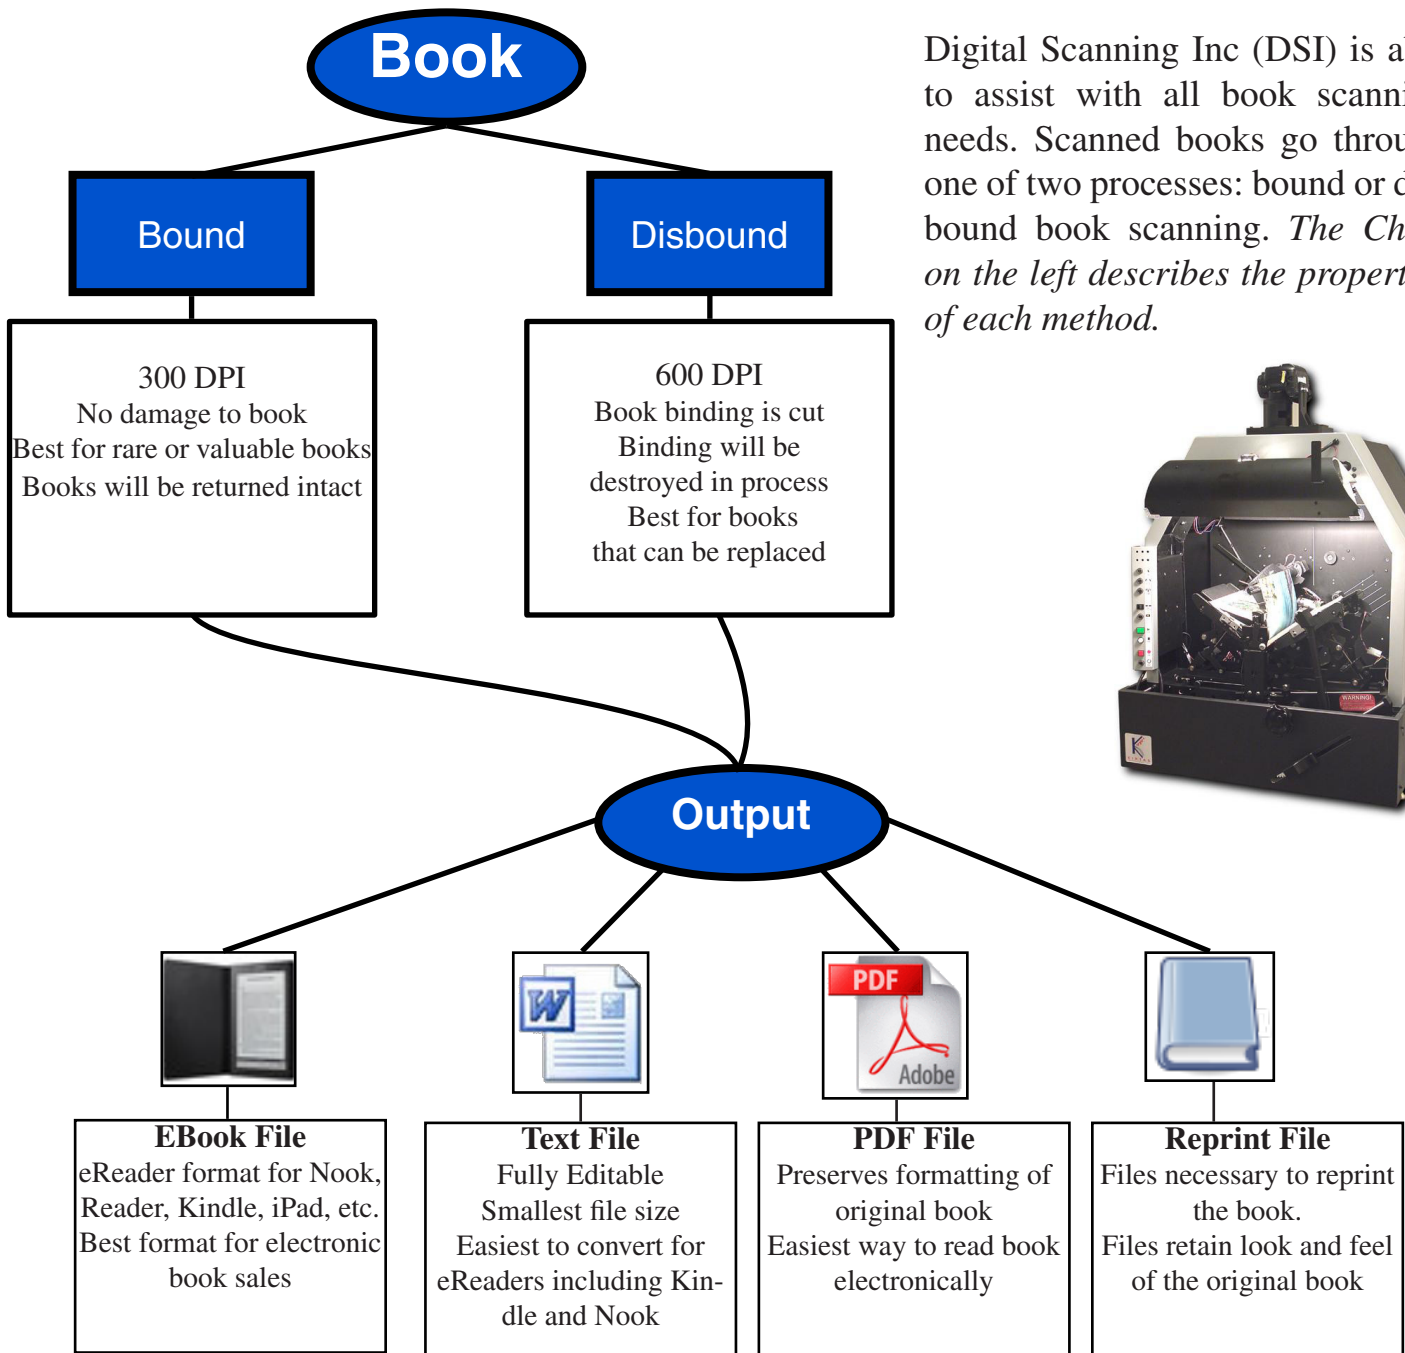 Book
Digital Scanning Inc (DSI) is a
to assist with all book scanni
needs. Scanned books go throu
one of two processes: bound or d
bound book scanning. The Ch
on the left describes the propert
of each method.
Bound
Disbound
300 DPI
No damage to book
Best for rare or valuable books
Books will be returned intact
600 DPI
Book binding is cut
Binding will be
destroyed in process
Best for books
that can be replaced
WARNING!
K
Output
W
PDF
Adobe
EBook File
eReader format for Nook,
Reader, Kindle, iPad, etc.
Best format for electronic
book sales
Text File
Fully Editable
Smallest file size
Easiest to convert for
eReaders including Kin-
dle and Nook
PDF File
Preserves formatting of
original book
Easiest way to read book
electronically
Reprint File
Files necessary to reprint
the book.
Files retain look and feel
of the original book